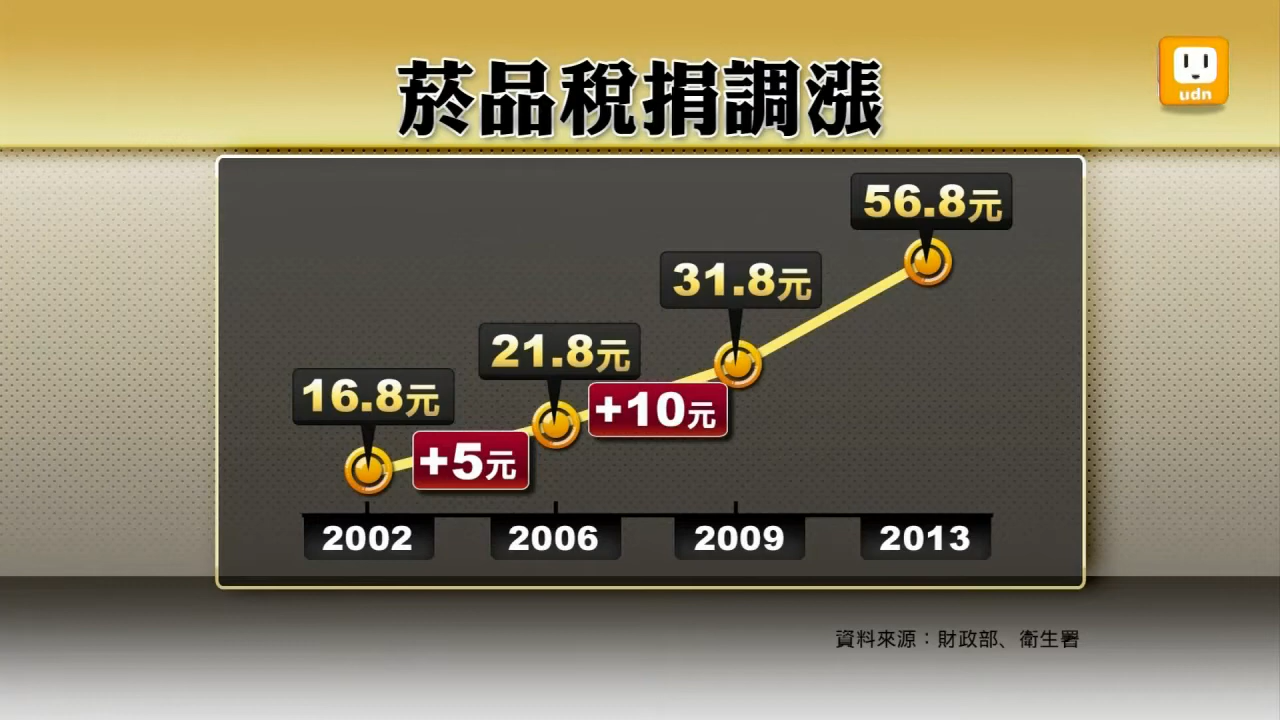 菸品稅捐調漲
udn
56.8元
31.8元
21.8元
16.8元
+10元
+5元
2002
2006
2009
2013
資料來源：財政部、衛生署